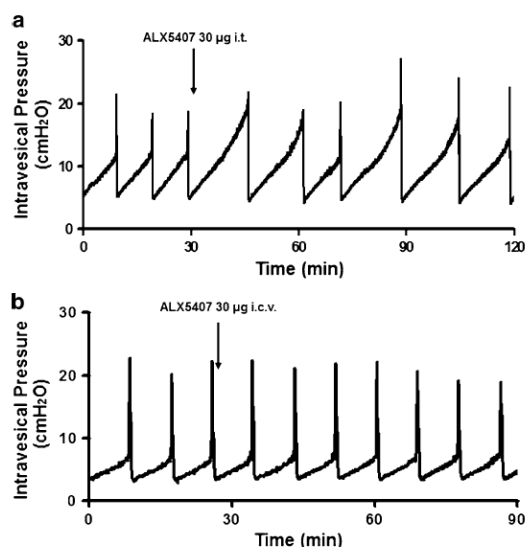 a
ALX5407 30 µg i.t.
Intravesical Pressure
(cmH2O)
30
20
10
0
0 30 60 90 120
Time (min)
b
ALX5407 30 µg i.c.v.
Intravesical Pressure
(cmH2O)
30
20
10
0
0 30 60 90
Time (min)